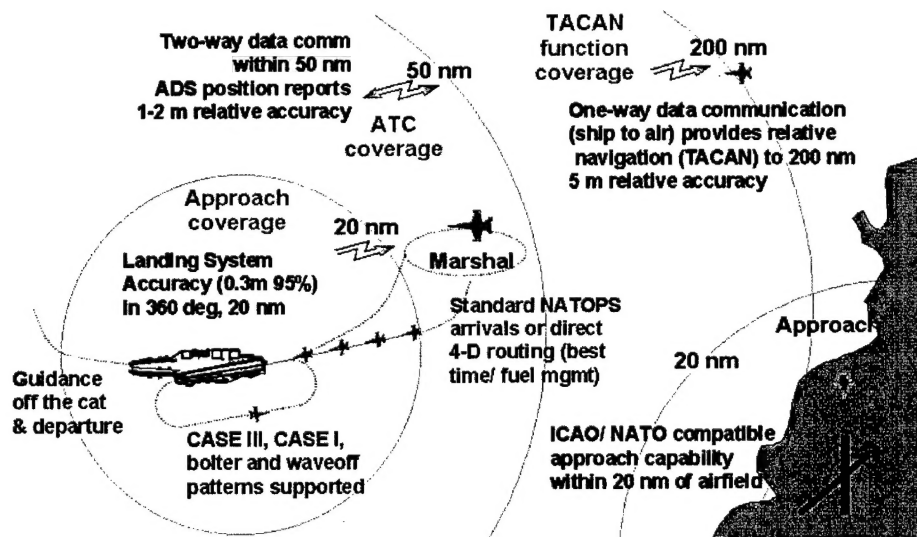 Two-way data comm
within 50 nm
ADS position reports
1-2 m relative accuracy
50 nm
ATC
coverage
TACAN
function
coverage
200 nm
One-way data communication
(ship to air) provides relative
navigation (TACAN) to 200 nm
5 m relative accuracy
Approach
coverage
20 nm
Landing System
Accuracy (0.3m 95%)
in 360 deg, 20 nm
Marshal
Standard NATOPS
arrivals or direct
4-D routing (best
time/ fuel mgmt)
Guidance
off the cat
& departure
CASE III, CASE I,
bolter and waveoff
patterns supported
Approach
20 nm
ICAO/ NATO compatible
approach capability
within 20 nm of airfield